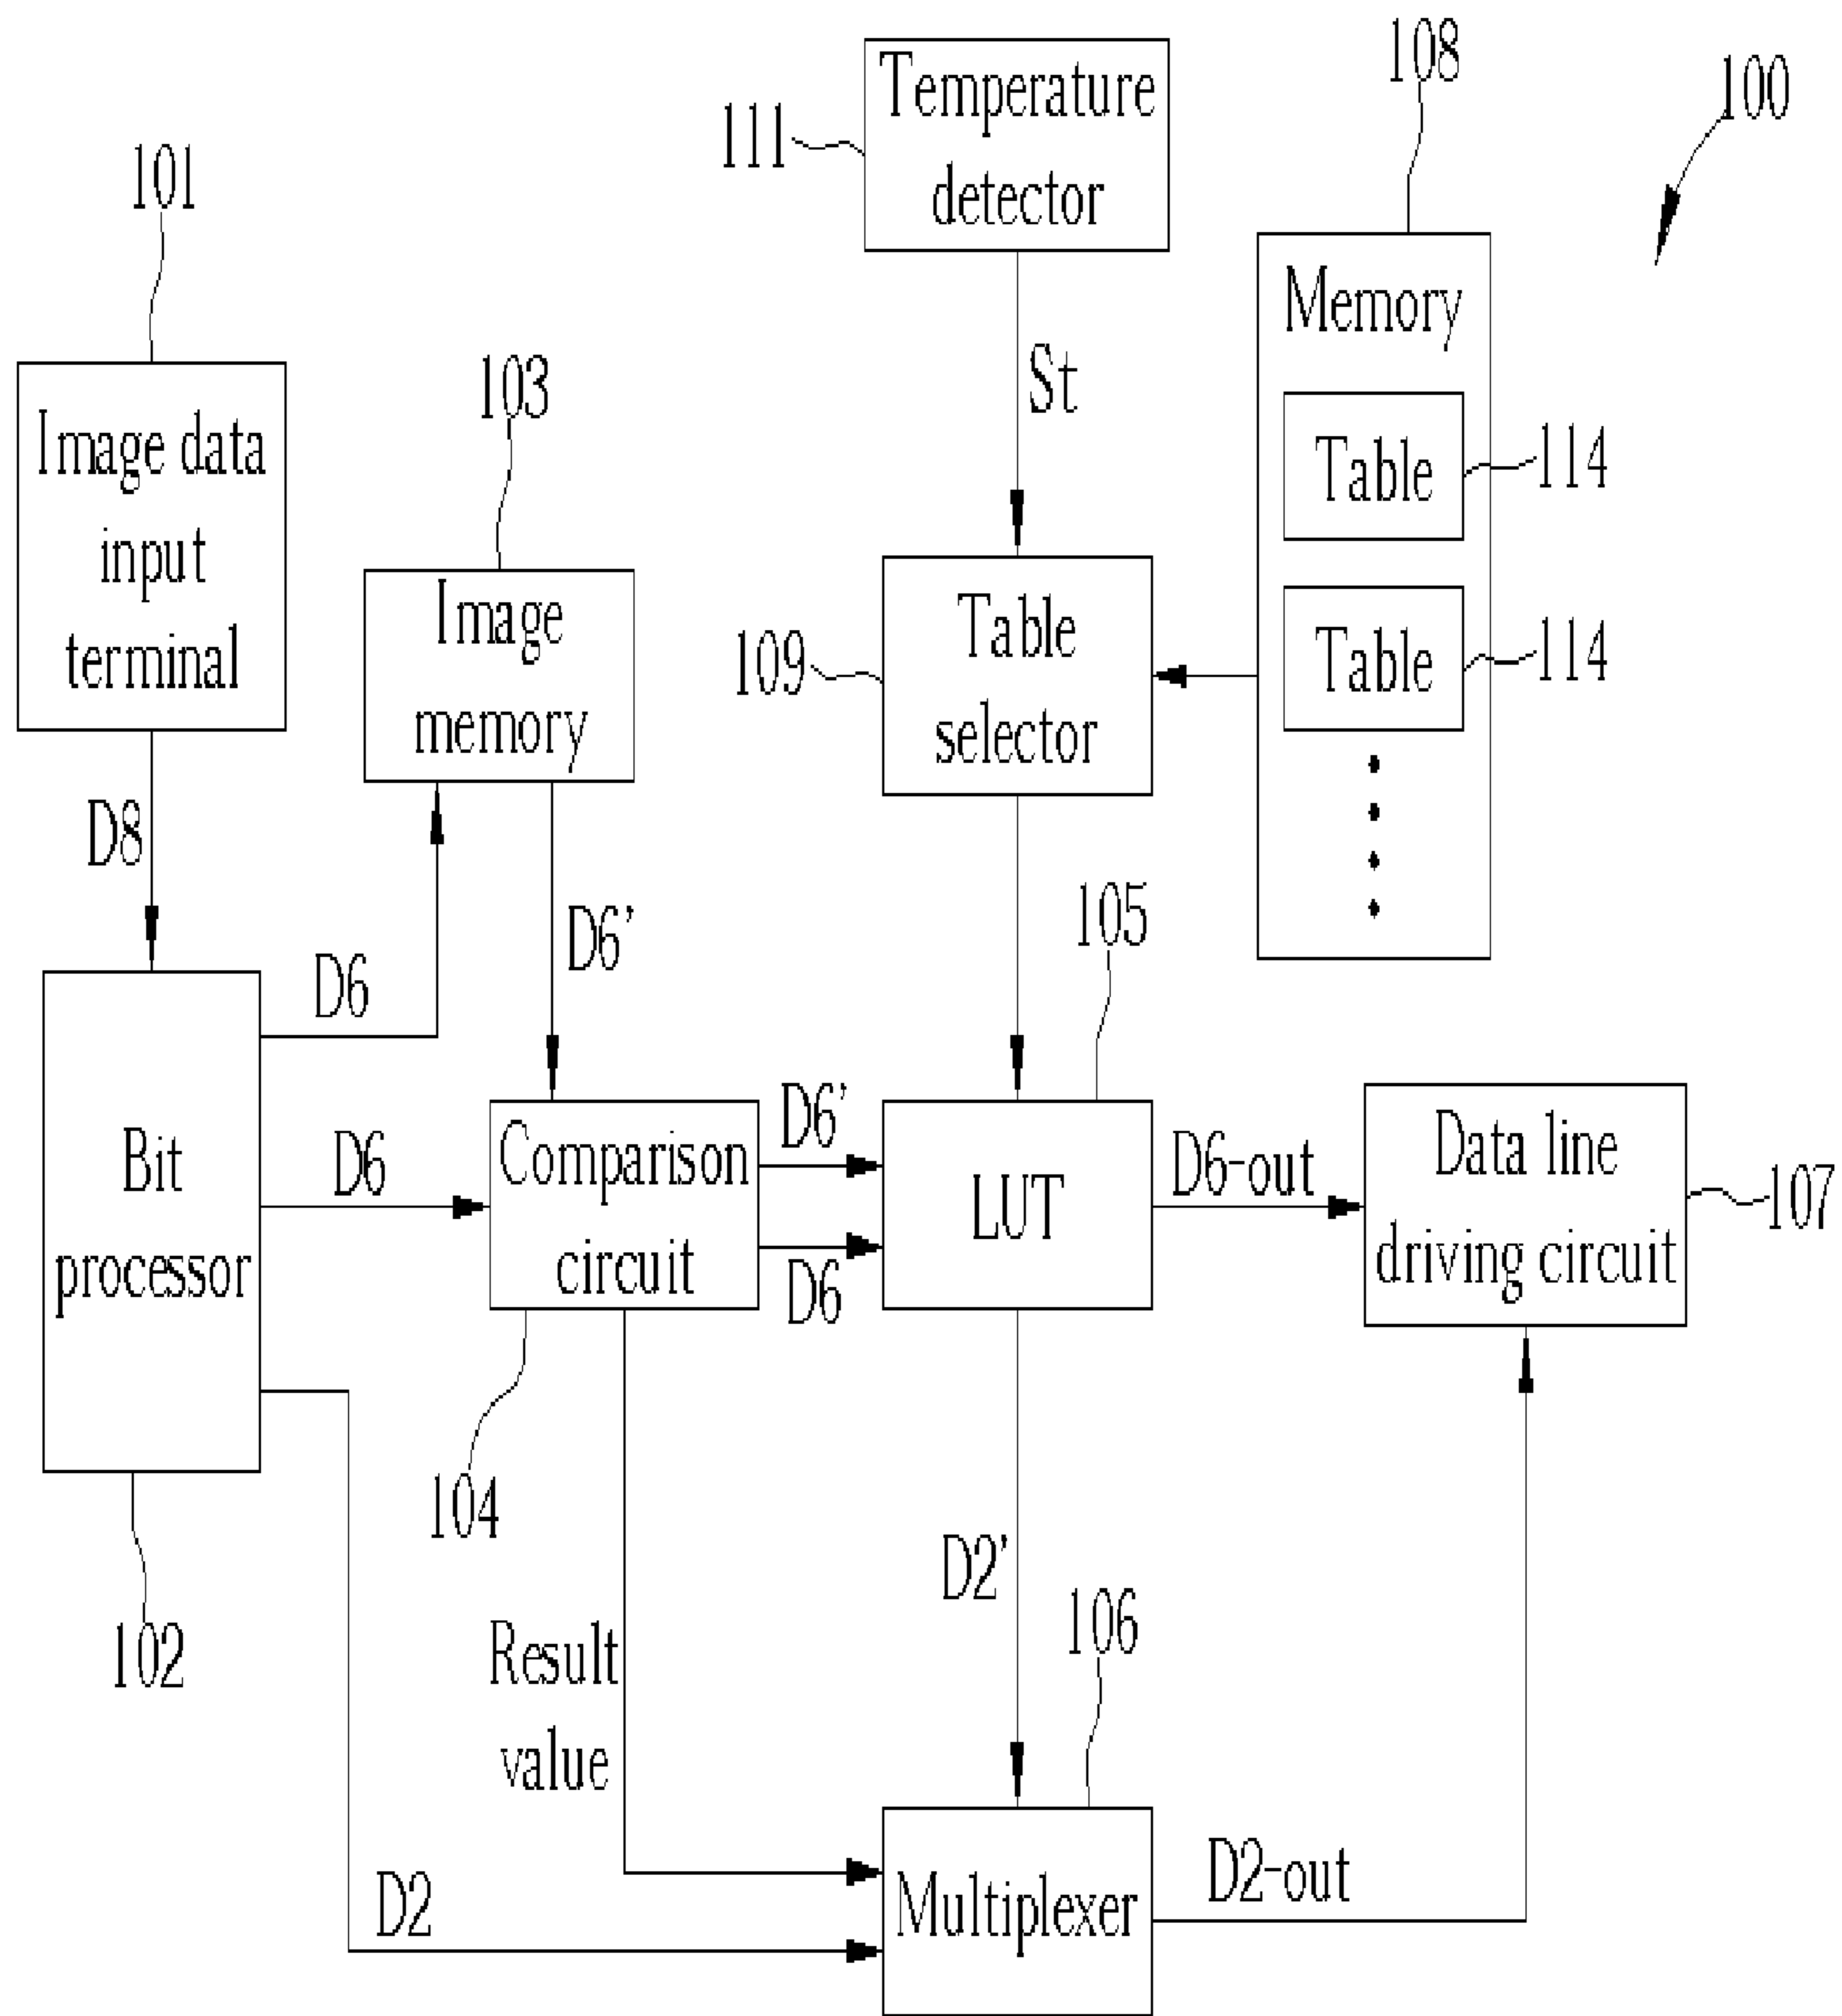 108
100
Temperature
detector
111
101
Memory
St
103
Image data
input
terminal
Table
114
Image
memory
Table
selector
109
Table
114
D8
D6'
105
D6
Bit
processor
D6
Comparison
circuit
D6'
D6
LUT
D6-out
Data line
driving circuit
107
104
D2'
102
Result
value
106
D2
Multiplexer
D2-out